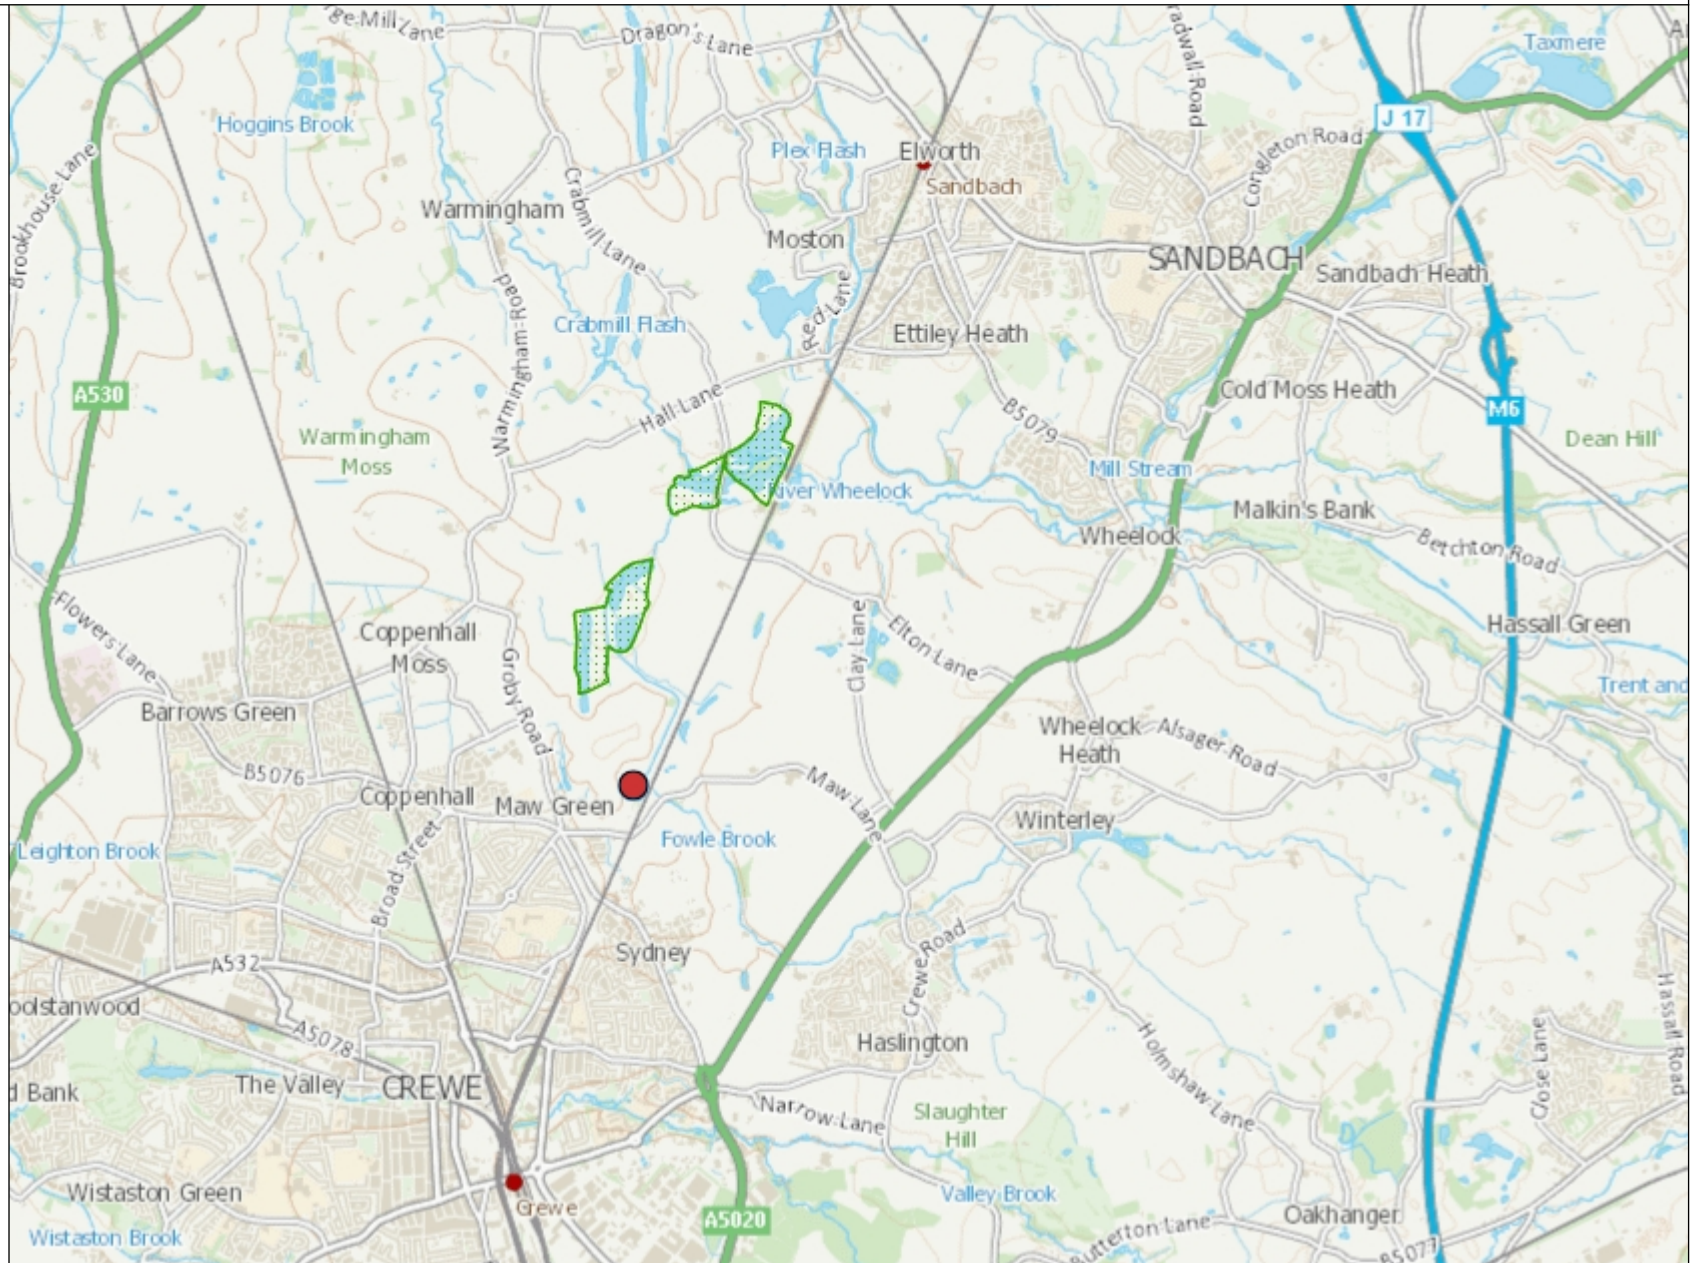 Dragon's Lane
Taxmere
J 17
Hoggins Brook
Plex Flash
Elworth
Congleton Road
Brookhouse Lane
Sandbach
Warmingham
Crabmill Lane
Moston
SANDBACH
Sandbach Heath
Red Lane
Warmingham Road
Crabmill Flash
Ettiley Heath
A530
Hall Lane
Cold Moss Heath
M6
B5079
Warmingham
Moss
Dean Hill
Mill Stream
River Wheelock
Malkin's Bank
Wheelock
Betchton Road
Flowers Lane
Coppenhall
Moss
Clay Lane
Elton Lane
Hassall Green
Groby Road
Trent and
Barrows Green
Wheelock
Heath
Alsager Road
B5076
Coppenhall
Maw Green
Maw Lane
Winterley
Fowle Brook
Leighton Brook
Broad Street
Sydney
Crewe Road
A532
oolstanwood
Hassall Road
A5078
Haslington
Holmshaw Lane
Close Lane
d Bank
The Valley
CREWE
Narrow Lane
Slaughter
Hill
Wistaston Green
Valley Brook
Crewe
A5020
Oakhanger
Wistaston Brook
B5077